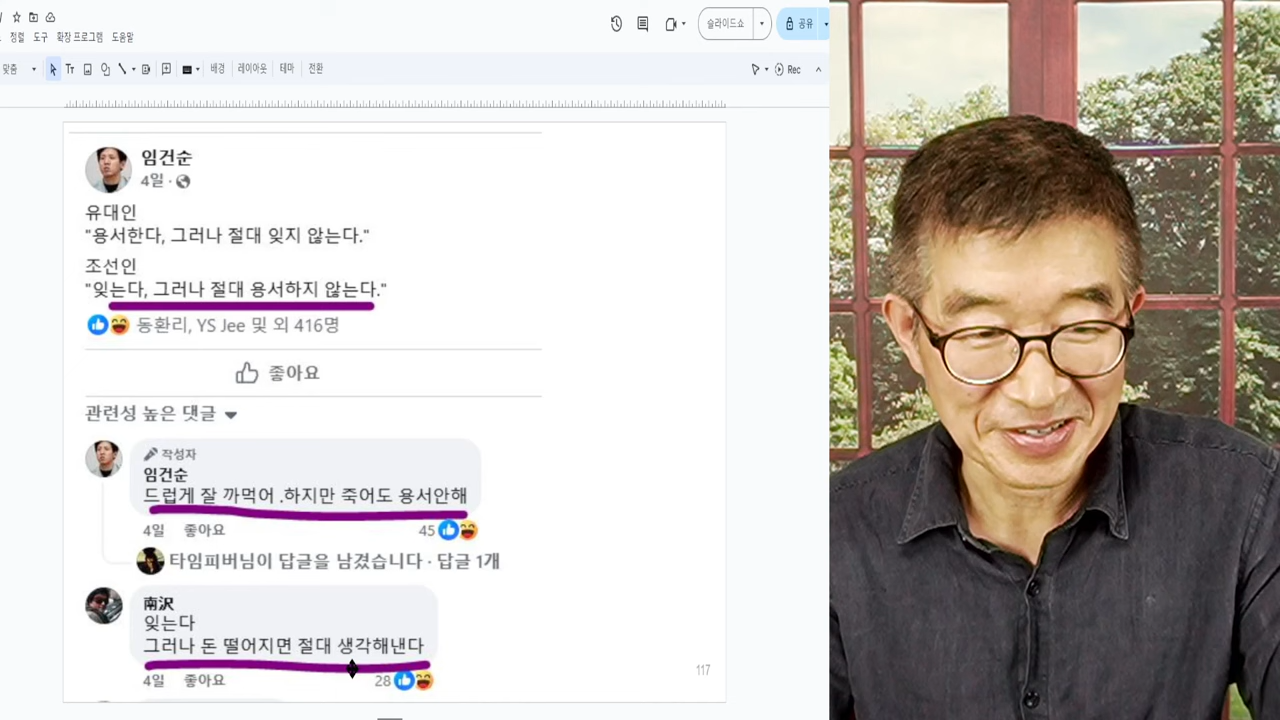 정렬 도구 확장 프로그램 도움말
슬라이드쇼
공유
맞춤
배경 레이아웃 테마 전환
Rec
임건순
4일 ·
유대인
"용서한다, 그러나 절대 잊지 않는다."
조선인
"잊는다, 그러나 절대 용서하지 않는다."
동환리, YS Jee 및 외 416명
좋아요
관련성 높은 댓글
작성자
임건순
드럽게 잘 까먹어 .하지만 죽어도 용서안해
4일 좋아요 45
타임피버님이 답글을 남겼습니다 · 답글 1개
南沢
잊는다
그러나 돈 떨어지면 절대 생각해낸다
4일 좋아요 28
117